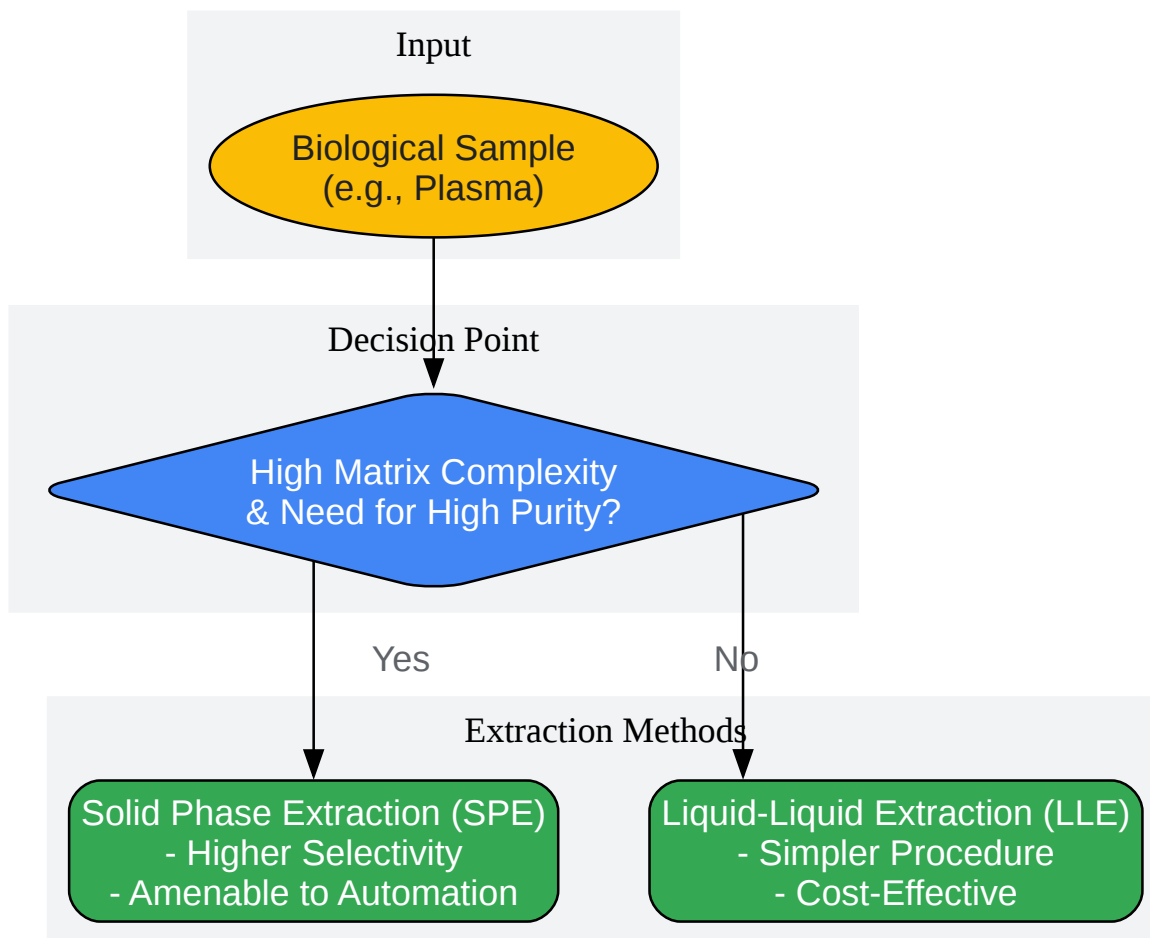 Input
Biological Sample
(e.g., Plasma)
Decision Point
High Matrix Complexity
& Need for High Purity?
Yes
No
Extraction Methods
Solid Phase Extraction (SPE)
- Higher Selectivity
- Amenable to Automation
Liquid-Liquid Extraction (LLE)
- Simpler Procedure
- Cost-Effective